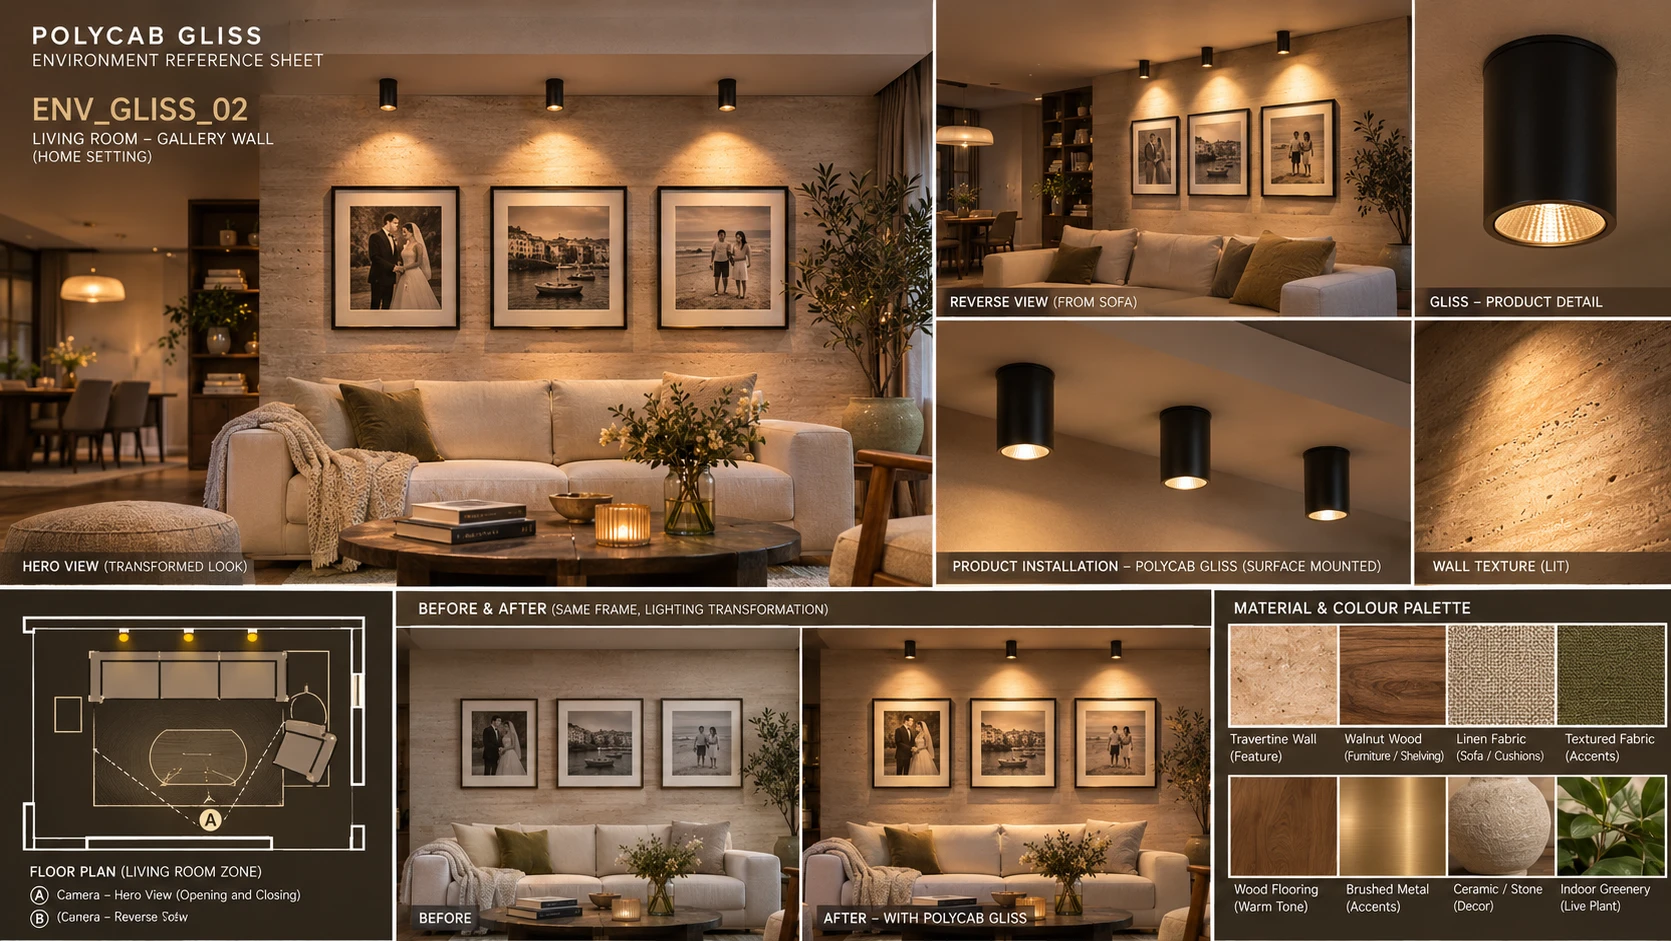 POLYCAB GLISS
ENVIRONMENT REFERENCE SHEET
ENV_GLISS_02
LIVING ROOM – GALLERY WALL
(HOME SETTING)
HERO VIEW (TRANSFORMED LOOK)
REVERSE VIEW (FROM SOFA)
GLISS – PRODUCT DETAIL
PRODUCT INSTALLATION – POLYCAB GLISS (SURFACE MOUNTED)
WALL TEXTURE (LIT)
A
FLOOR PLAN (LIVING ROOM ZONE)
A Camera – Hero View (Opening and Closing)
B (Canera – Reverse
BEFORE & AFTER (SAME FRAME, LIGHTING TRANSFORMATION)
BEFORE
AFTER – WITH POLYCAB GLISS
MATERIAL & COLOUR PALETTE
Travertine Wall
(Feature)
Walnut Wood
(Furniture / Shelving)
Linen Fabric
(Sofa / Cushions)
Textured Fabric
(Accents)
Wood Flooring
(Warm Tone)
Brushed Metal
(Accents)
Ceramic / Stone
(Decor)
Indoor Greenery
(Live Plant)